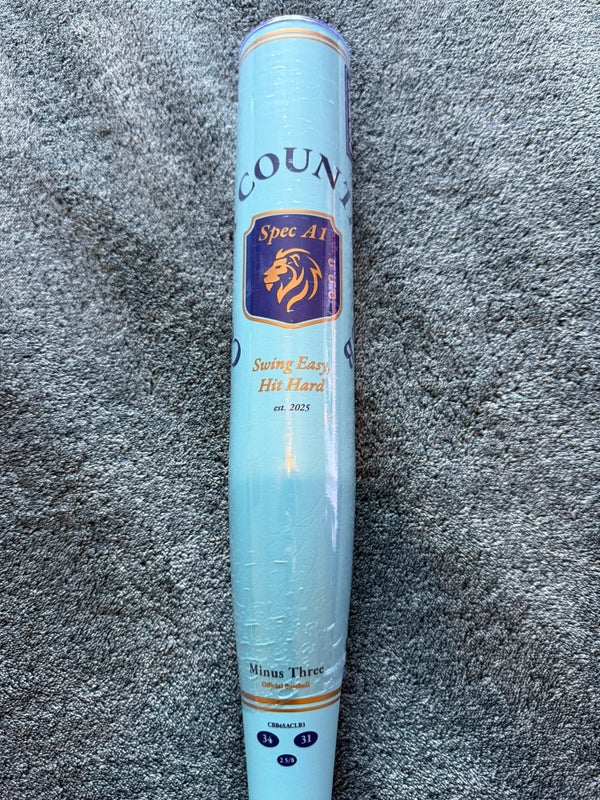 COUNT
Spec A1
Swing Easy,
Hit Hard
est. 2025
Minus Three
Official Baseball
CBB6SACLB3
34 31
2 5/8